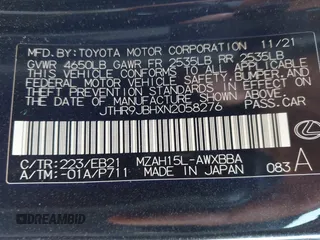 MFD.BY:TOYOTA MOTOR CORPORATION 11/21
GVWR 4650LB GAWR FR 2535LB RR 2535LB
THIS VEHICLE CONFORMS TO ALL APPLICABLE
FEDERAL MOTOR VEHICLE SAFETY, BUMPER, AND
THEFT PREVENTION STANDARDS IN EFFECT ON
THE DATE OF MANUFACTURE SHOWN ABOVE.
JTHR9JBHXN2058276 PASS.CAR
C/TR: 223/EB21 MZAH15L-AWXBBA
A/TM: -01A/P711 MADE IN JAPAN 083 A
DREAMBID